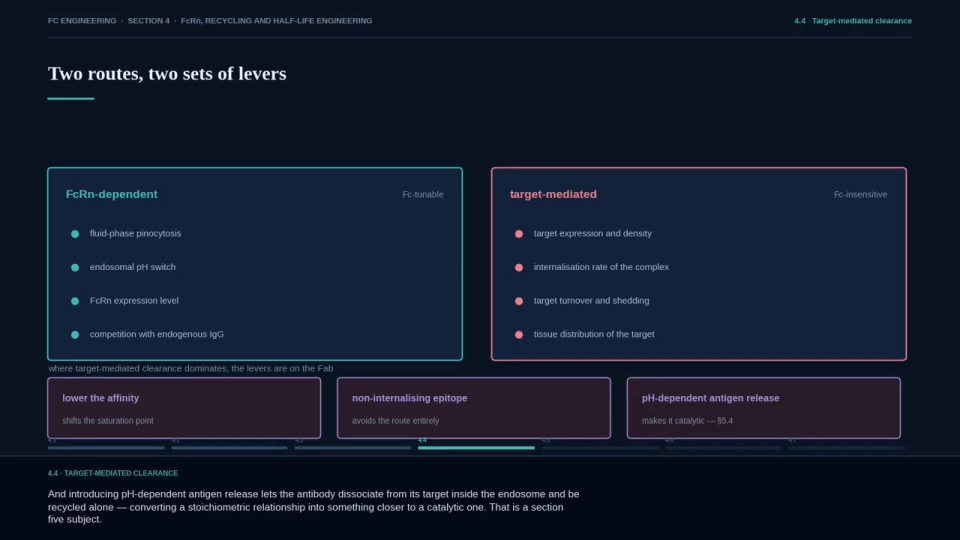 FC ENGINEERING · SECTION 4 · FcRn, RECYCLING AND HALF-LIFE ENGINEERING
4.4 Target-mediated clearance
Two routes, two sets of levers
FcRn-dependent
Fc-tunable
fluid-phase pinocytosis
endosomal pH switch
FcRn expression level
competition with endogenous IgG
target-mediated
Fc-insensitive
target expression and density
internalisation rate of the complex
target turnover and shedding
tissue distribution of the target
where target-mediated clearance dominates, the levers are on the Fab
lower the affinity
shifts the saturation point
non-internalising epitope
avoids the route entirely
pH-dependent antigen release
makes it catalytic — §5.4
4.4
4.4 · TARGET-MEDIATED CLEARANCE
And introducing pH-dependent antigen release lets the antibody dissociate from its target inside the endosome and be
recycled alone — converting a stoichiometric relationship into something closer to a catalytic one. That is a section
five subject.